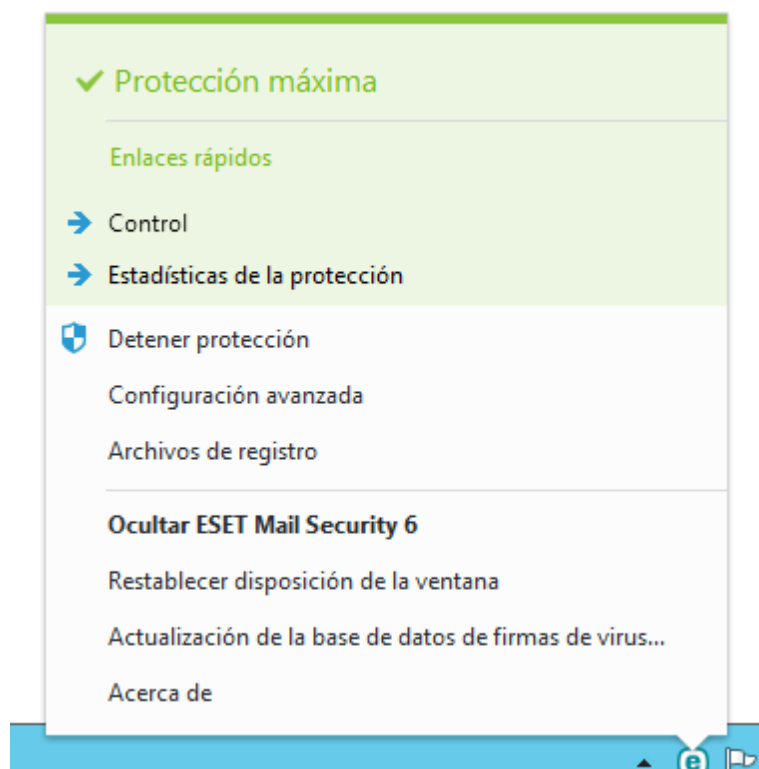 Protección máxima
Enlaces rápidos
Control
Estadísticas de la protección
Detener protección
Configuración avanzada
Archivos de registro
Ocultar ESET Mail Security 6
Restablecer disposición de la ventana
Actualización de la base de datos de firmas de virus...
Acerca de
e